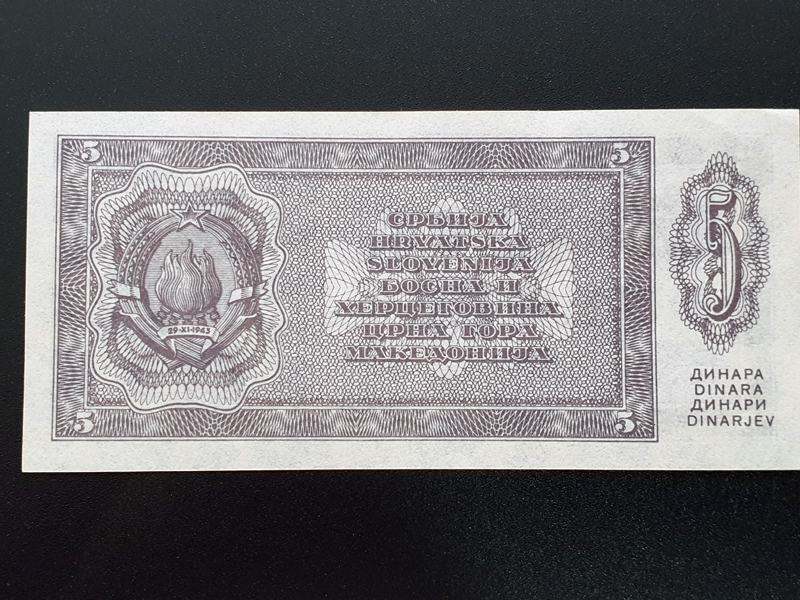 5
5
СРБИЈА
HRVATSKA
SLOVENIJA
БОСНА И
ХЕРЦЕГОВИНА
ЦРНА ГОРА
МАКЕДОНИЈА
29·XI·1943
5
5
5
ДИНАРА
DINARA
ДИНАРИ
DINARJEV